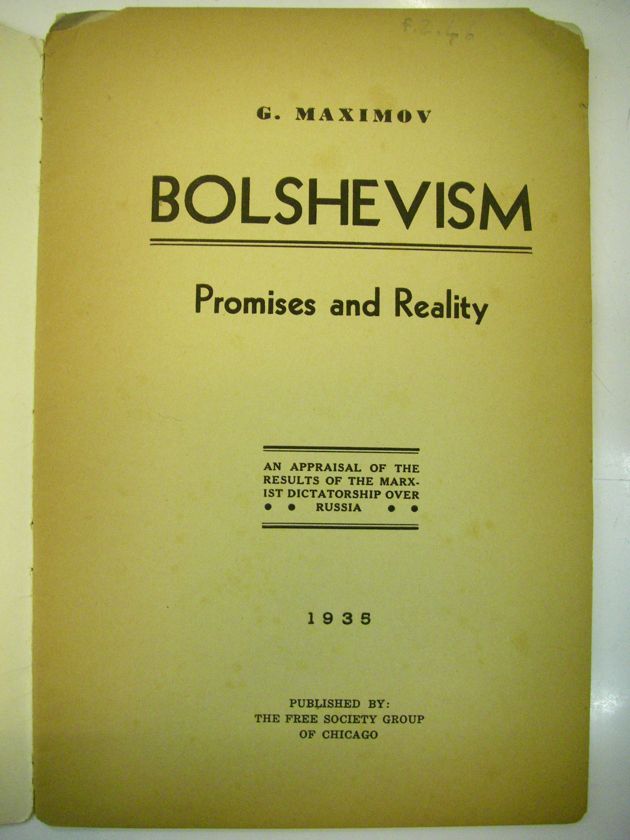 G. MAXIMOV
BOLSHEVISM
Promises and Reality
AN APPRAISAL OF THE
RESULTS OF THE MARX-
IST DICTATORSHIP OVER
• • RUSSIA • •
1935
PUBLISHED BY:
THE FREE SOCIETY GROUP
OF CHICAGO